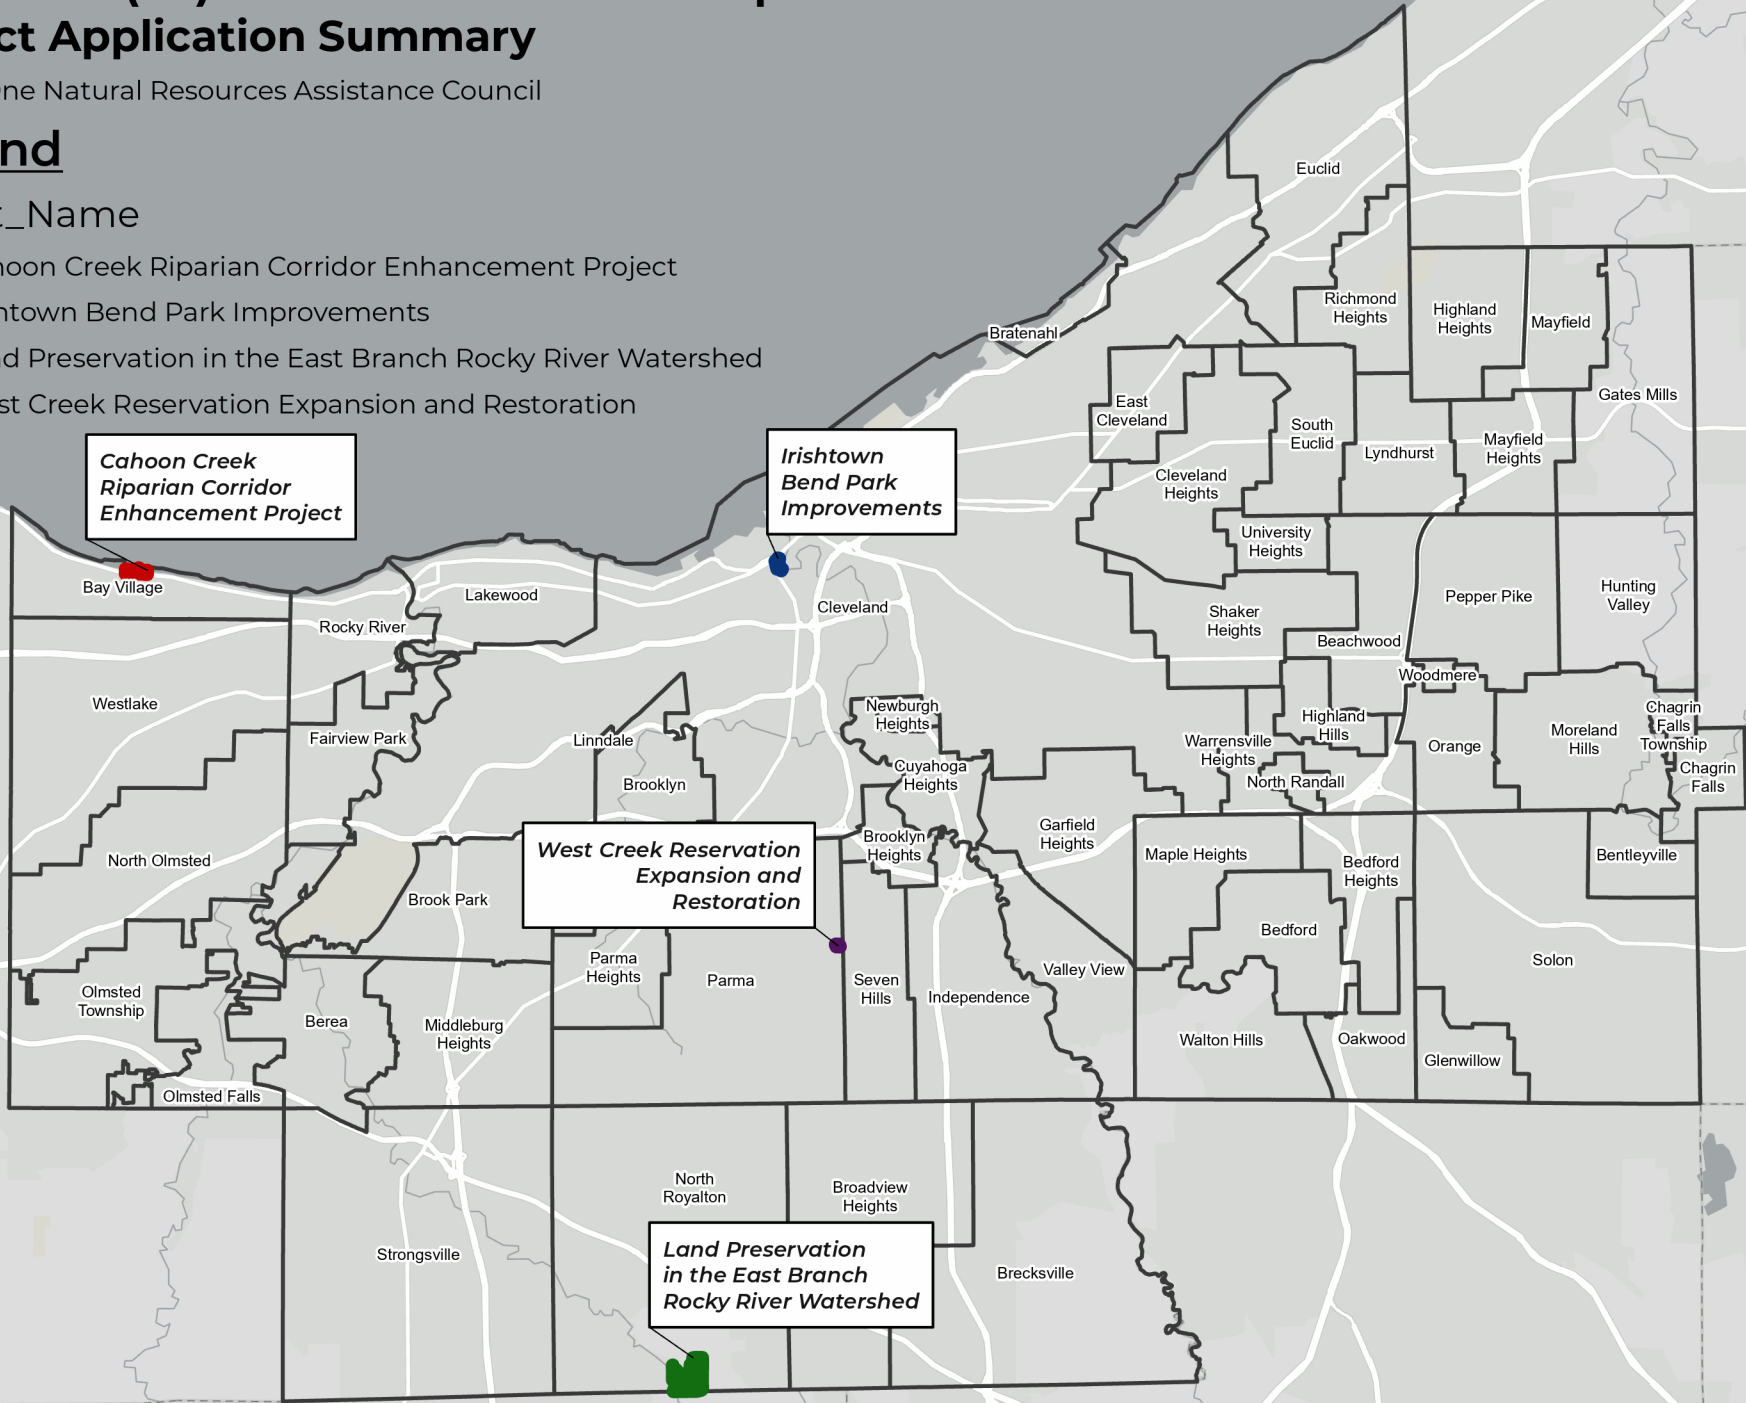 ct Application Summary
ne Natural Resources Assistance Council
nd
t_Name
hoon Creek Riparian Corridor Enhancement Project
htown Bend Park Improvements
d Preservation in the East Branch Rocky River Watershed
st Creek Reservation Expansion and Restoration
Cahoon Creek
Riparian Corridor
Enhancement Project
Irishtown
Bend Park
Improvements
Euclid
Richmond
Heights
Highland
Heights
Mayfield
Bratenahl
Gates Mills
East
Cleveland
South
Euclid
Lyndhurst
Mayfield
Heights
Cleveland
Heights
University
Heights
Bay Village
Lakewood
Cleveland
Rocky River
Shaker
Heights
Beachwood
Pepper Pike
Hunting
Valley
Woodmere
Westlake
Fairview Park
Linndale
Brooklyn
Newburgh
Heights
Cuyahoga
Heights
Warrensville
Heights
Highland
Hills
North Randall
Orange
Moreland
Hills
Chagrin
Falls
Township
Chagrin
Falls
North Olmsted
Brook Park
West Creek Reservation
Expansion and
Restoration
Brooklyn
Heights
Garfield
Heights
Maple Heights
Bedford
Heights
Bentleyville
Bedford
Solon
Parma
Heights
Parma
Seven
Hills
Independence
Valley View
Olmsted
Township
Berea
Middleburg
Heights
Walton Hills
Oakwood
Glenwillow
Olmsted Falls
North
Royalton
Broadview
Heights
Strongsville
Brecksville
Land Preservation
in the East Branch
Rocky River Watershed